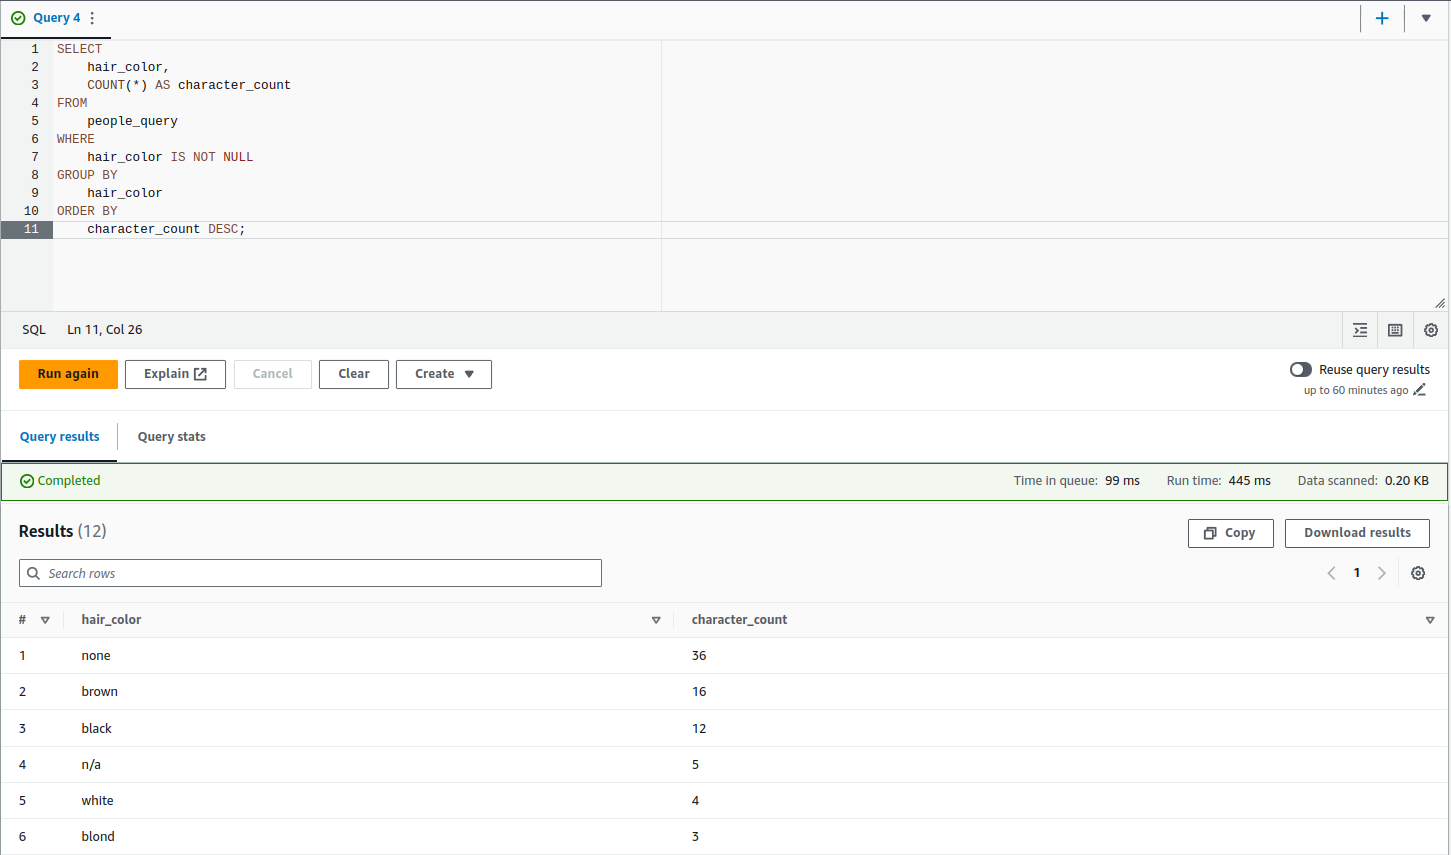 Query 4
1 SELECT
2 hair_color,
3 COUNT(*) AS character_count
4 FROM
5 people_query
6 WHERE
7 hair_color IS NOT NULL
8 GROUP BY
9 hair_color
10 ORDER BY
11 character_count DESC;
SQL Ln 11, Col 26
Run again Explain Cancel Clear Create Reuse query results
up to 60 minutes ago
Query results Query stats
Completed Time in queue: 99 ms Run time: 445 ms Data scanned: 0.20 KB
Results (12) Copy Download results
Search rows 1
# hair_color character_count
1 none 36
2 brown 16
3 black 12
4 n/a 5
5 white 4
6 blond 3